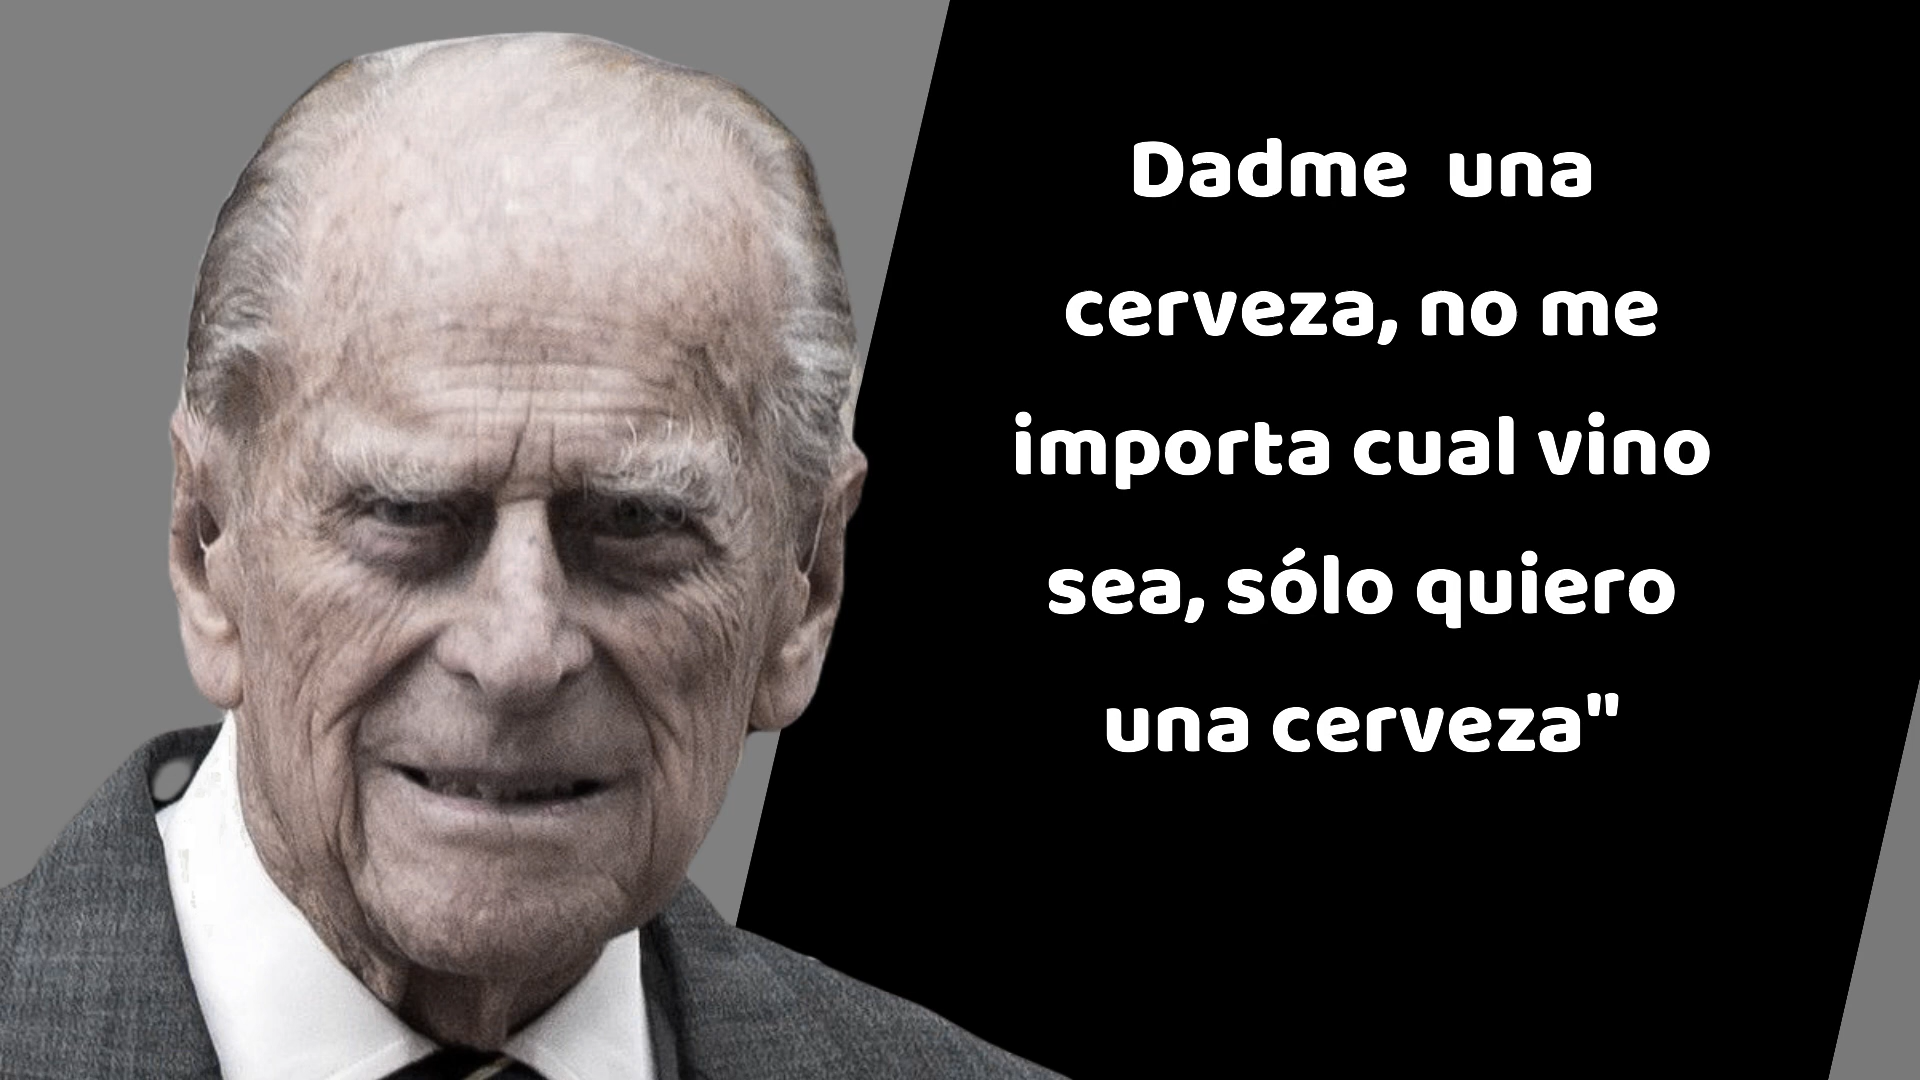 Dadme una
cerveza, no me
importa cual vino
sea, sólo quiero
una cerveza"